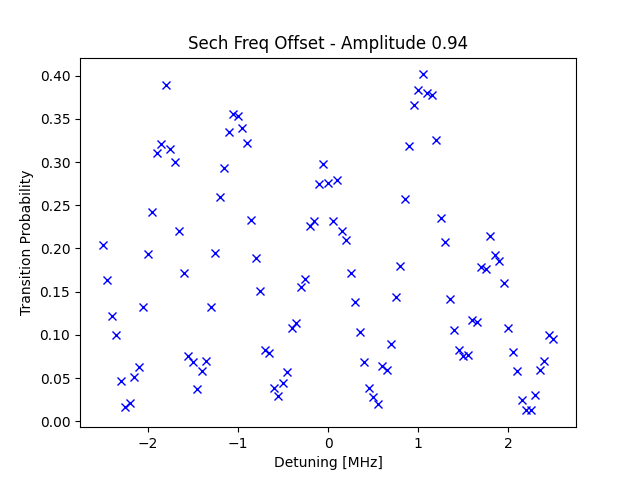 Sech Freq Offset - Amplitude 0.94
Transition Probability
0.40
0.35
0.30
0.25
0.20
0.15
0.10
0.05
0.00
−2 −1 0 1 2
Detuning [MHz]